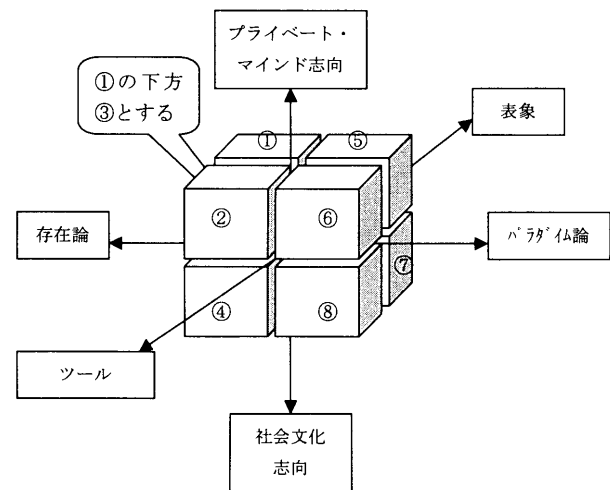 プライベート・
マインド志向
①の下方
③とする
表象
①
⑤
②
⑥
存在論
パラダイム論
⑦
④
⑧
ツール
社会文化
志向